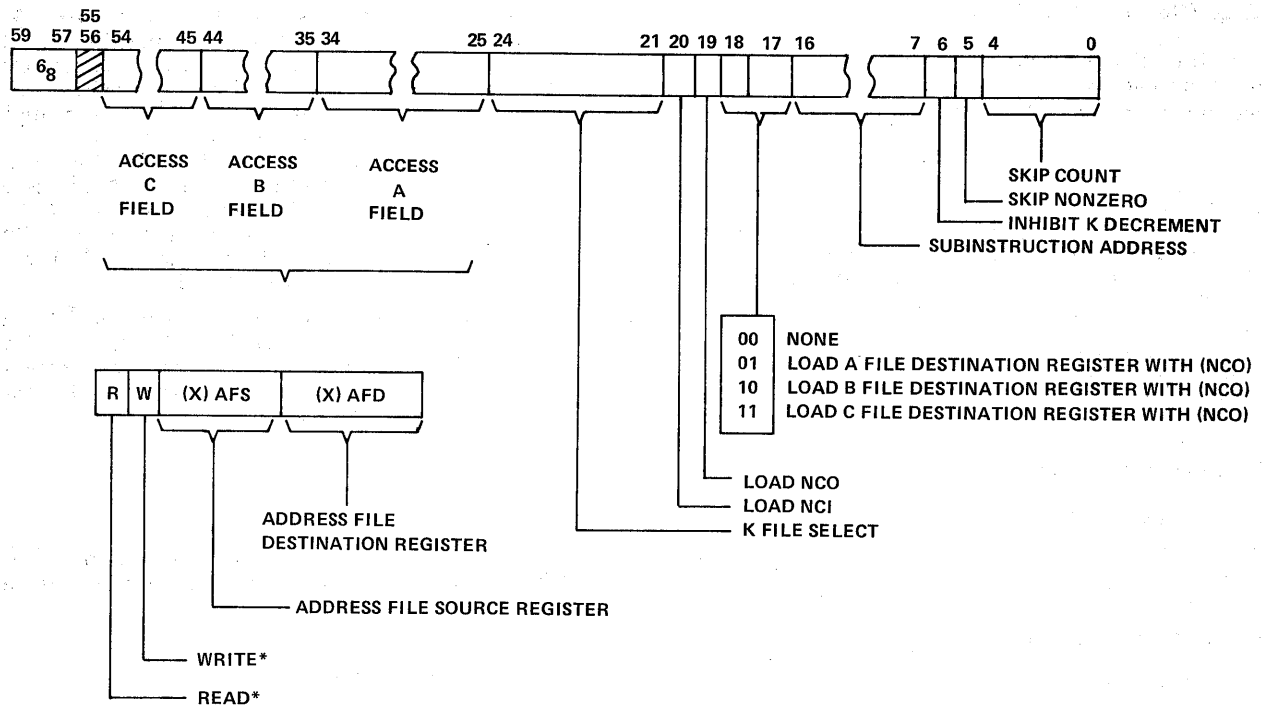 55
59 57 56 54 45 44 35 34 25 24 21 20 19 18 17 16 7 6 5 4 0
6₈
ACCESS
C
FIELD
ACCESS
B
FIELD
ACCESS
A
FIELD
SKIP COUNT
SKIP NONZERO
INHIBIT K DECREMENT
SUBINSTRUCTION ADDRESS
00 NONE
01 LOAD A FILE DESTINATION REGISTER WITH (NCO)
10 LOAD B FILE DESTINATION REGISTER WITH (NCO)
11 LOAD C FILE DESTINATION REGISTER WITH (NCO)
R W (X) AFS (X) AFD
LOAD NCO
LOAD NCI
K FILE SELECT
ADDRESS FILE
DESTINATION REGISTER
ADDRESS FILE SOURCE REGISTER
WRITE*
READ*